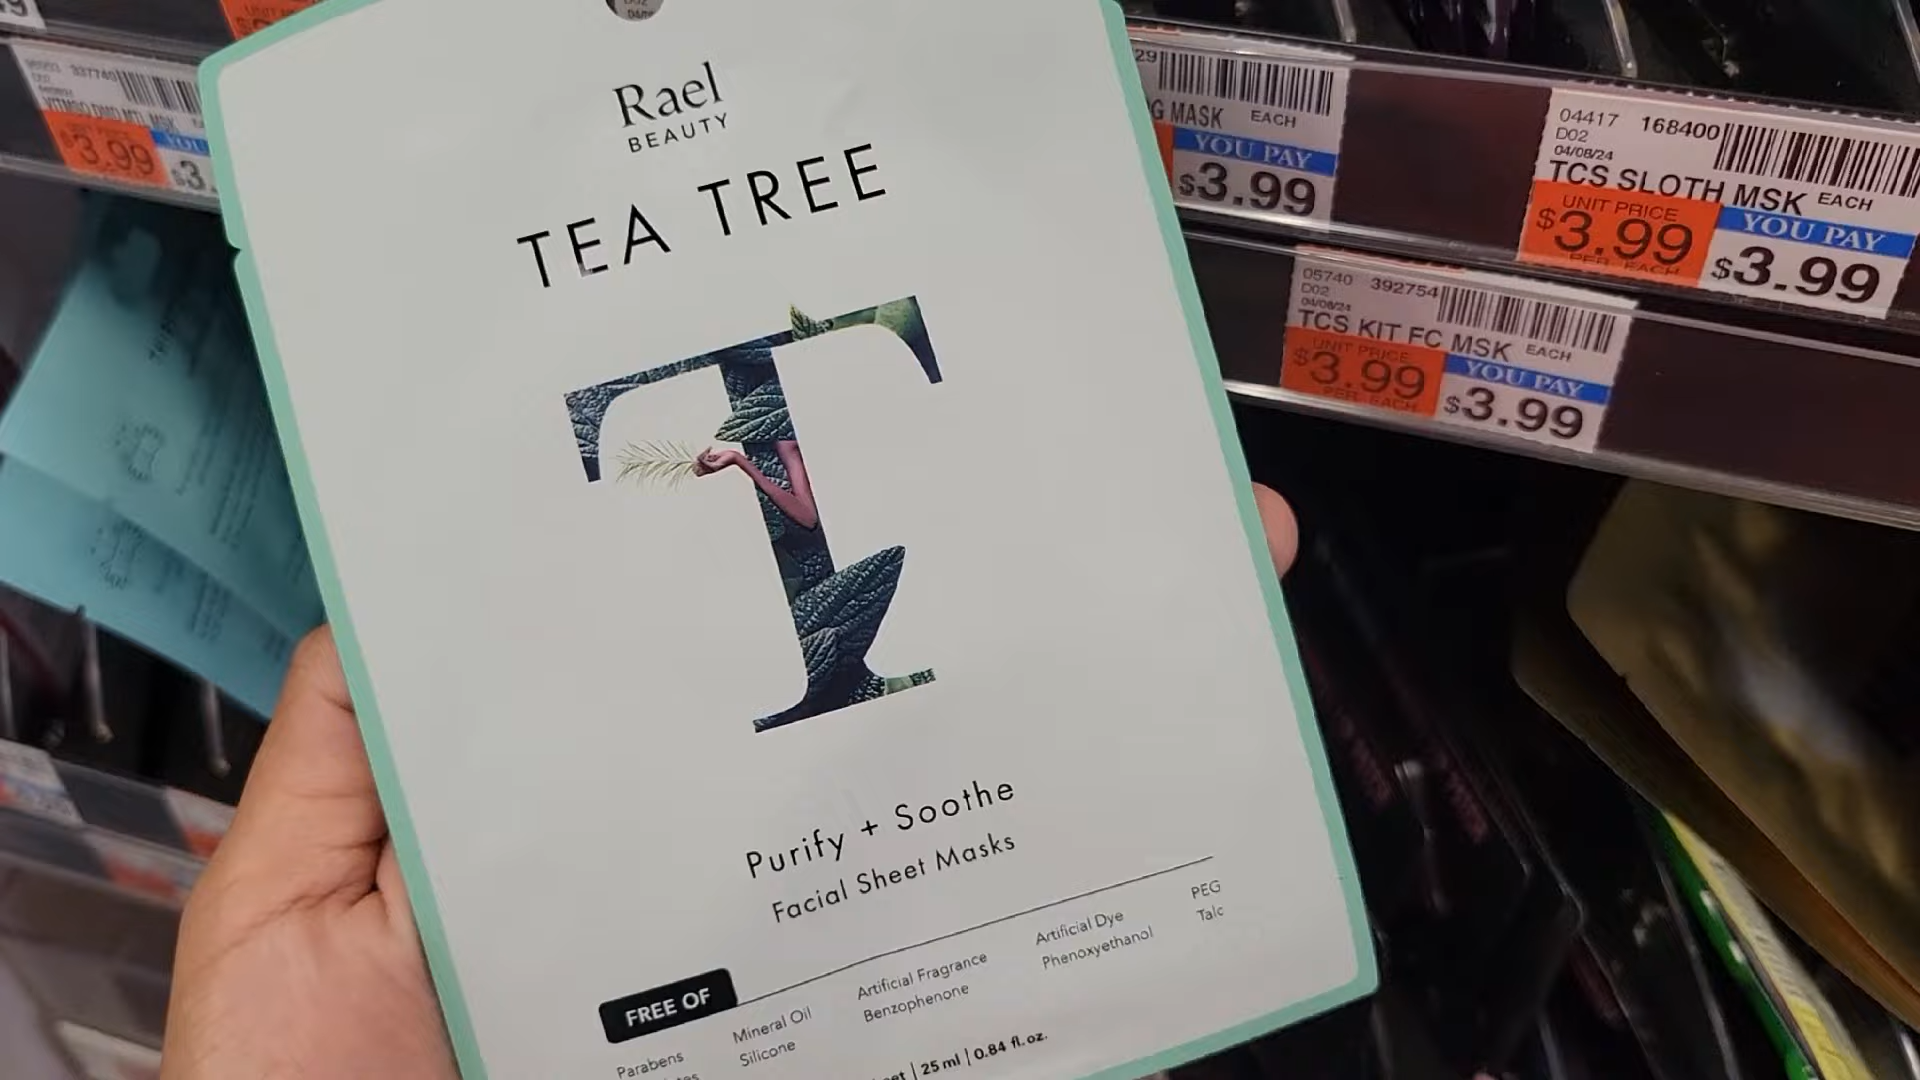 Rael
BEAUTY
TEA TREE
Purify + Soothe
Facial Sheet Masks
FREE OF
Parabens
Mineral Oil
Silicone
Artificial Fragrance
Benzophenone
Artificial Dye
Phenoxyethanol
PEG
Talc
25 ml | 0.84 fl. oz.
337740
$3.99
29
G MASK EACH
YOU PAY
$3.99
04417 168400
D02
04/08/24
TCS SLOTH MSK EACH
UNIT PRICE
$3.99
PER EACH
YOU PAY
$3.99
05740 392754
D02
04/08/24
TCS KIT FC MSK EACH
UNIT PRICE
$3.99
PER EACH
YOU PAY
$3.99